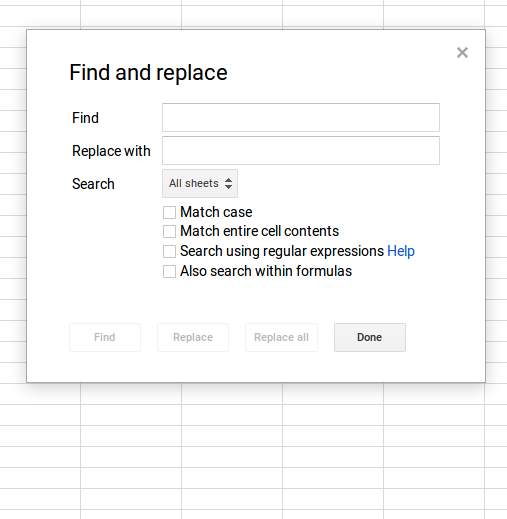 Find and replace
Find
Replace with
Search All sheets
Match case
Match entire cell contents
Search using regular expressions Help
Also search within formulas
Find Replace Replace all Done